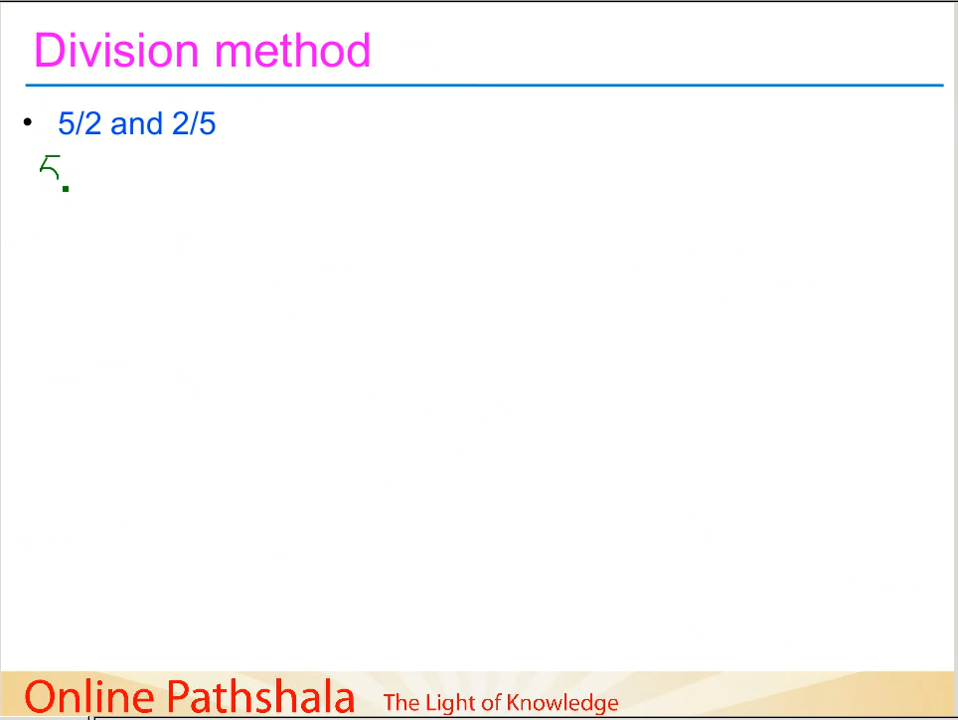 Division method
• 5/2 and 2/5
5
Online Pathshala The Light of Knowledge